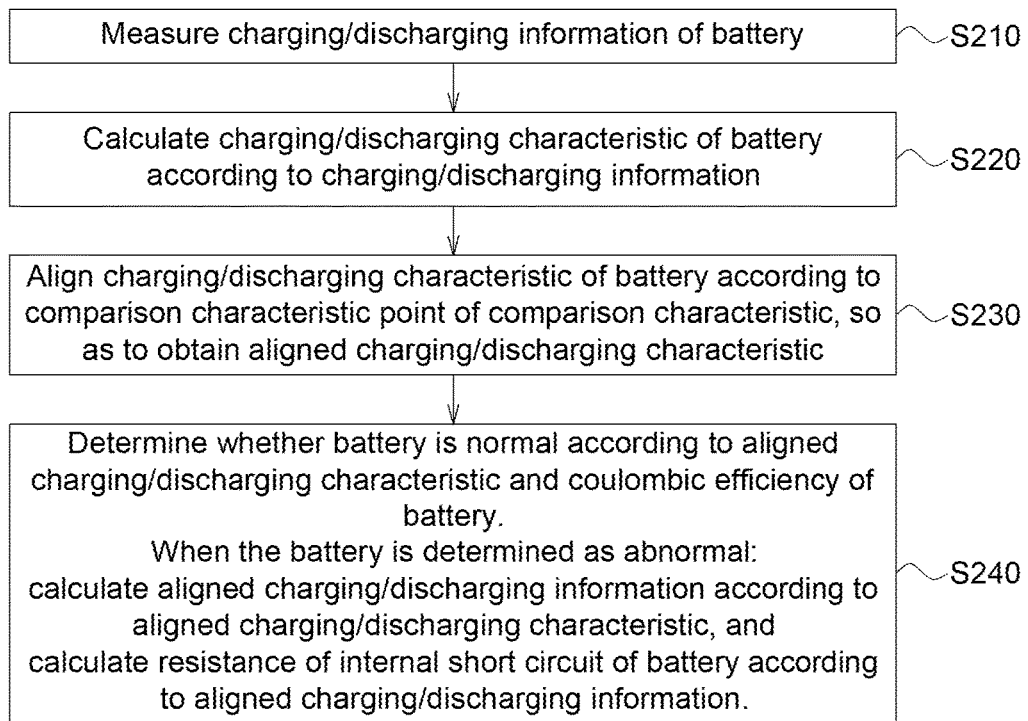 Measure charging/discharging information of battery
S210
Calculate charging/discharging characteristic of battery
according to charging/discharging information
S220
Align charging/discharging characteristic of battery according to
comparison characteristic point of comparison characteristic, so
as to obtain aligned charging/discharging characteristic
S230
Determine whether battery is normal according to aligned
charging/discharging characteristic and coulombic efficiency of
battery.
When the battery is determined as abnormal:
calculate aligned charging/discharging information according to
aligned charging/discharging characteristic, and
calculate resistance of internal short circuit of battery according
to aligned charging/discharging information.
S240